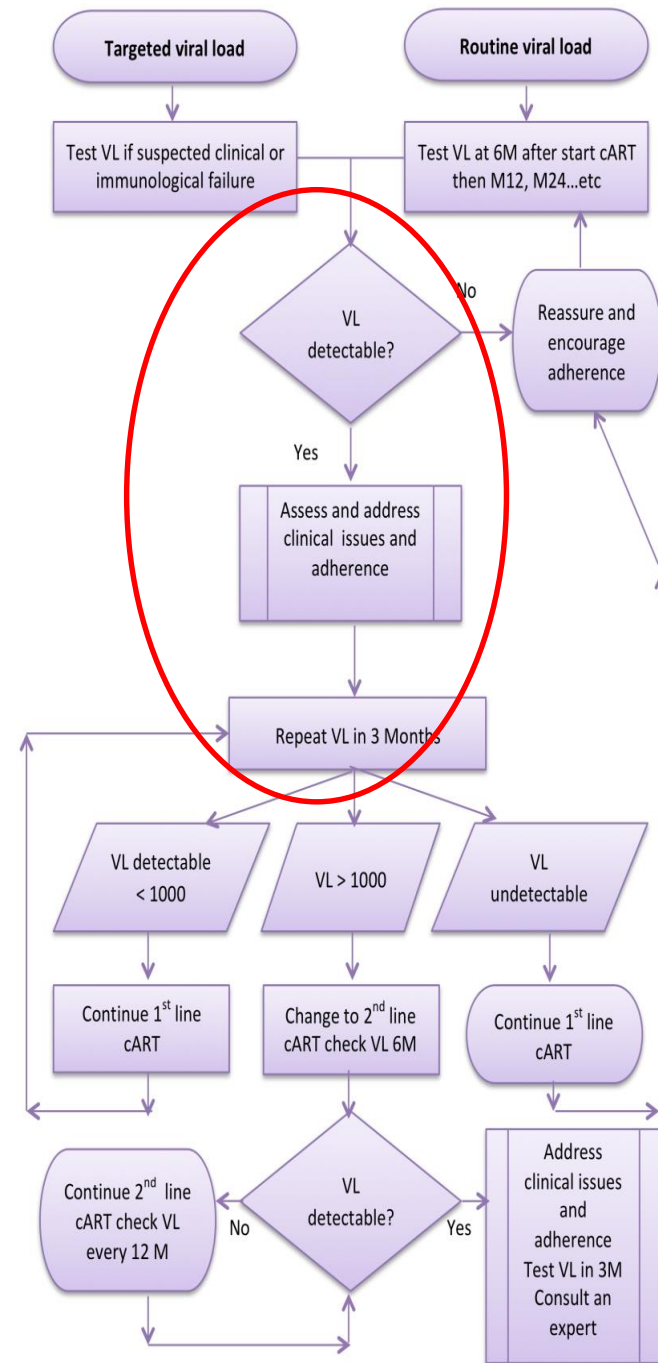 Targeted viral load
Routine viral load
Test VL if suspected clinical or
immunological failure
Test VL at 6M after start cART
then M12, M24...etc
VL
detectable?
No
Reassure and
encourage
adherence
Yes
Assess and address
clinical issues and
adherence
Repeat VL in 3 Months
VL detectable
< 1000
VL > 1000
VL
undetectable
Continue 1st line
cART
Change to 2nd line
cART check VL 6M
Continue 1st line
cART
Continue 2nd line
cART check VL
every 12 M
No
VL
detectable?
Yes
Address
clinical issues
and
adherence
Test VL in 3M
Consult an
expert